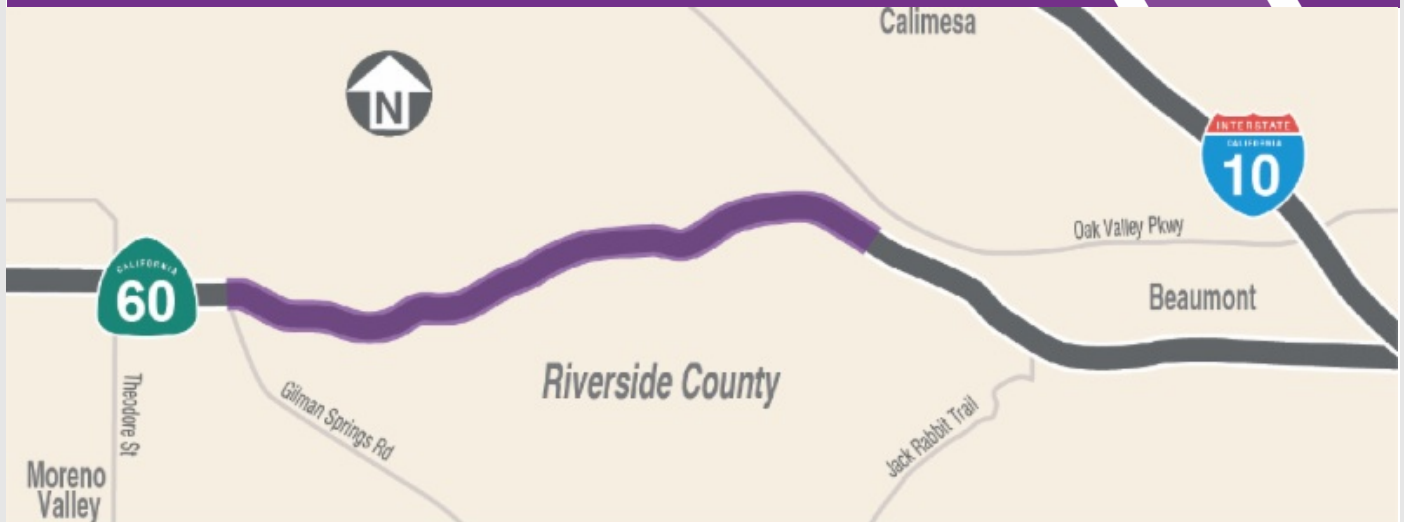 Calimesa
N
INTERSTATE
CALIFORNIA
10
Oak Valley Pkwy
CALIFORNIA
60
Beaumont
Riverside County
Theodore St
Gilman Springs Rd
Jack Rabbit Trail
Moreno
Valley